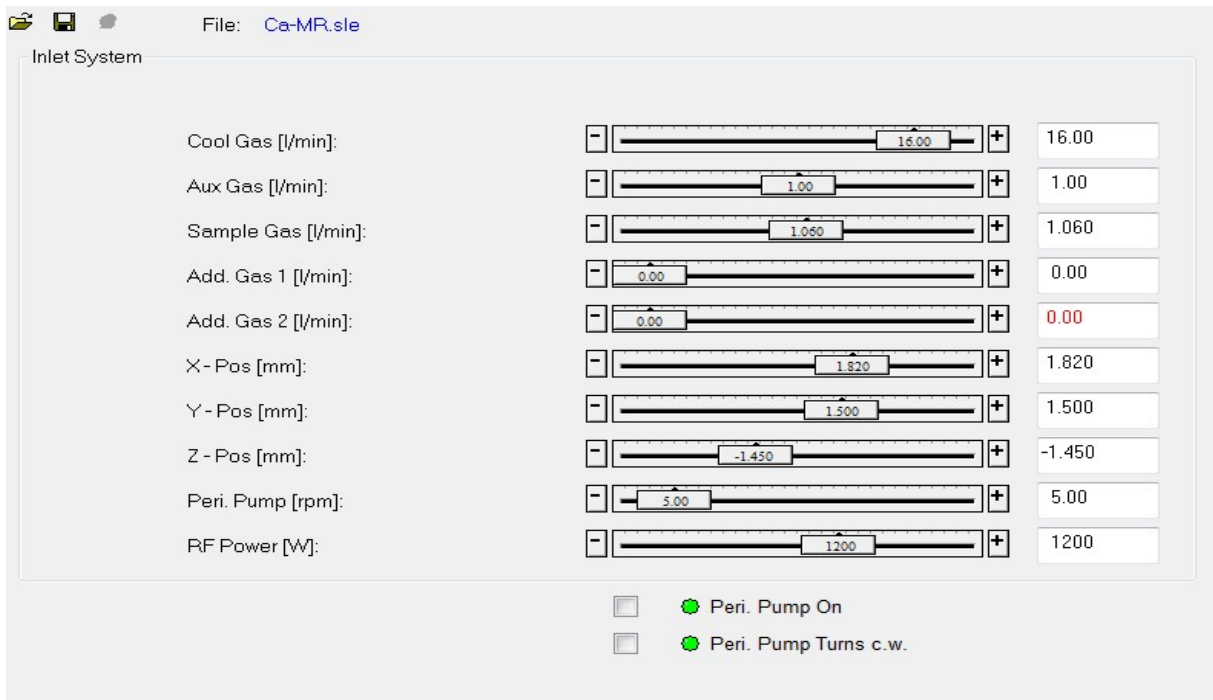 File: Ca-MR.sle
Inlet System
Cool Gas [l/min]: - 16.00 + 16.00
Aux Gas [l/min]: - 1.00 + 1.00
Sample Gas [l/min]: - 1.060 + 1.060
Add. Gas 1 [l/min]: - 0.00 + 0.00
Add. Gas 2 [l/min]: - 0.00 + 0.00
X - Pos [mm]: - 1.820 + 1.820
Y - Pos [mm]: - 1.500 + 1.500
Z - Pos [mm]: - -1.450 + -1.450
Peri. Pump [rpm]: - 5.00 + 5.00
RF Power [W]: - 1200 + 1200
Peri. Pump On
Peri. Pump Turns c.w.